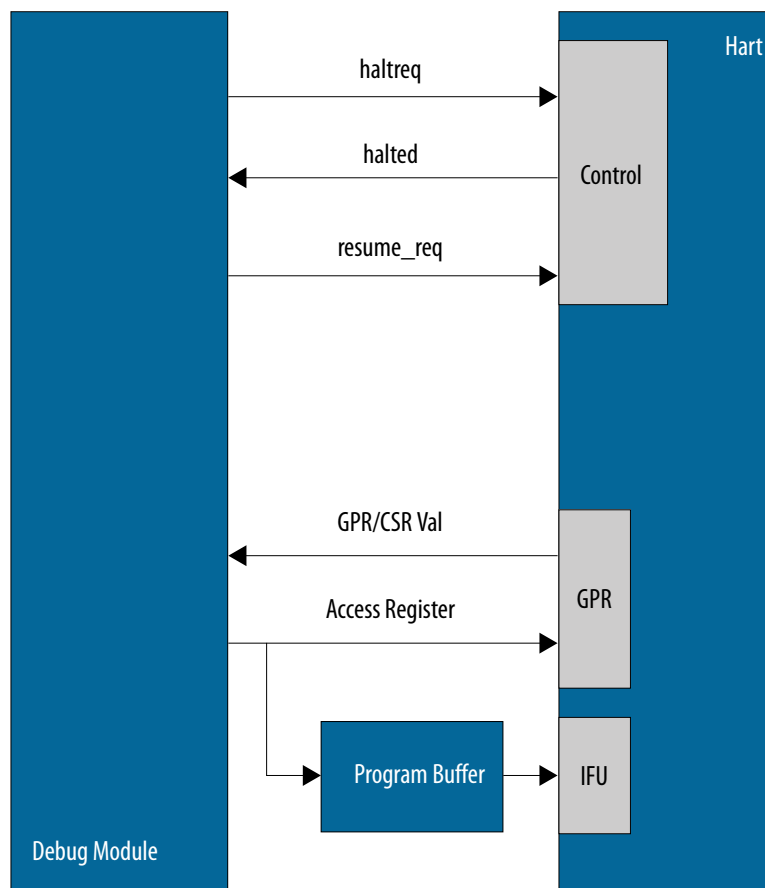 Hart
haltreq
halted
Control
resume_req
GPR/CSR Val
GPR
Access Register
Program Buffer
IFU
Debug Module